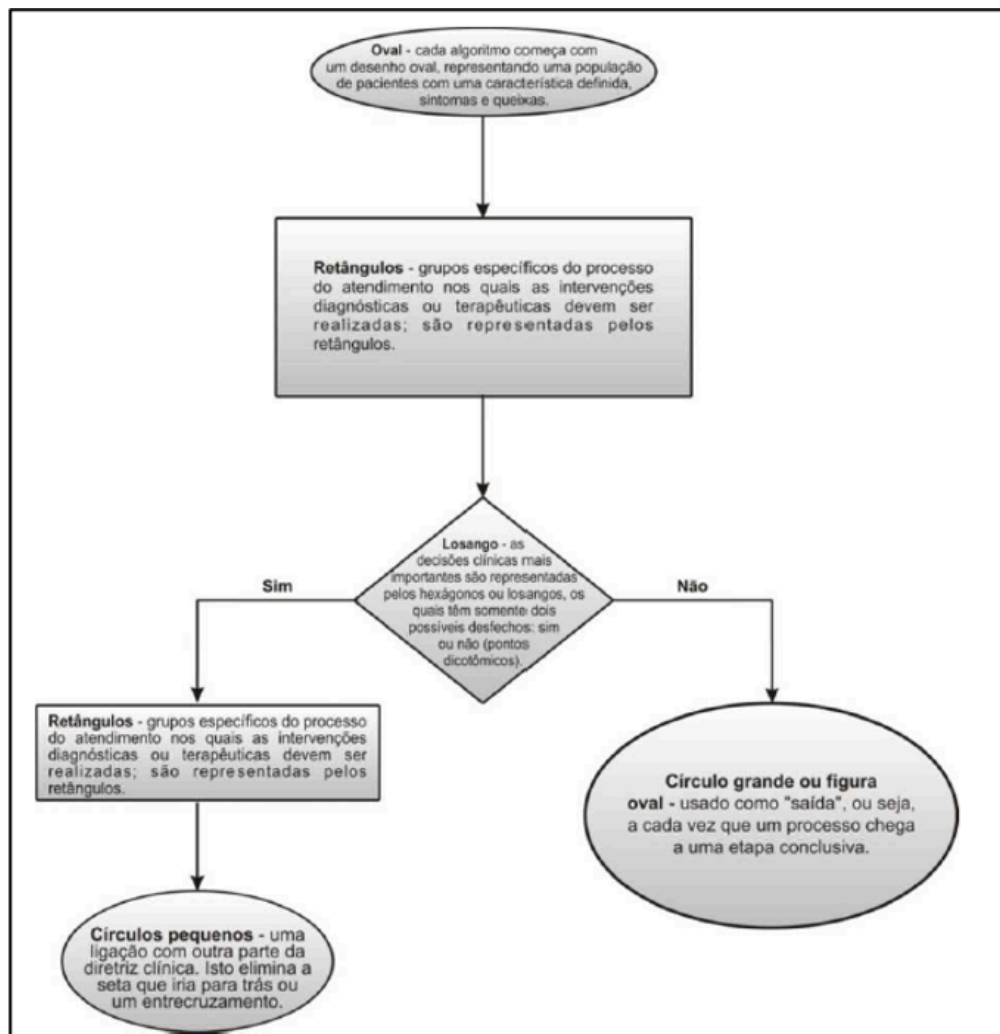 Oval - cada algoritmo começa com
um desenho oval, representando uma população
de pacientes com uma característica definida,
sintomas e queixas.
Retângulos - grupos específicos do processo
do atendimento nos quais as intervenções
diagnósticas ou terapêuticas devem ser
realizadas; são representadas pelos
retângulos.
Losango - as
decisões clínicas mais
importantes são representadas
pelos hexágonos ou losangos, os
quais têm somente dois
possíveis desfechos: sim
ou não (pontos
dicotômicos).
Sim
Não
Retângulos - grupos específicos do processo
do atendimento nos quais as intervenções
diagnósticas ou terapêuticas devem ser
realizadas; são representadas pelos
retângulos.
Círculo grande ou figura
oval - usado como "saída", ou seja,
a cada vez que um processo chega
a uma etapa conclusiva.
Círculos pequenos - uma
ligação com outra parte da
diretriz clínica. Isto elimina a
seta que iria para trás ou
um entrecruzamento.